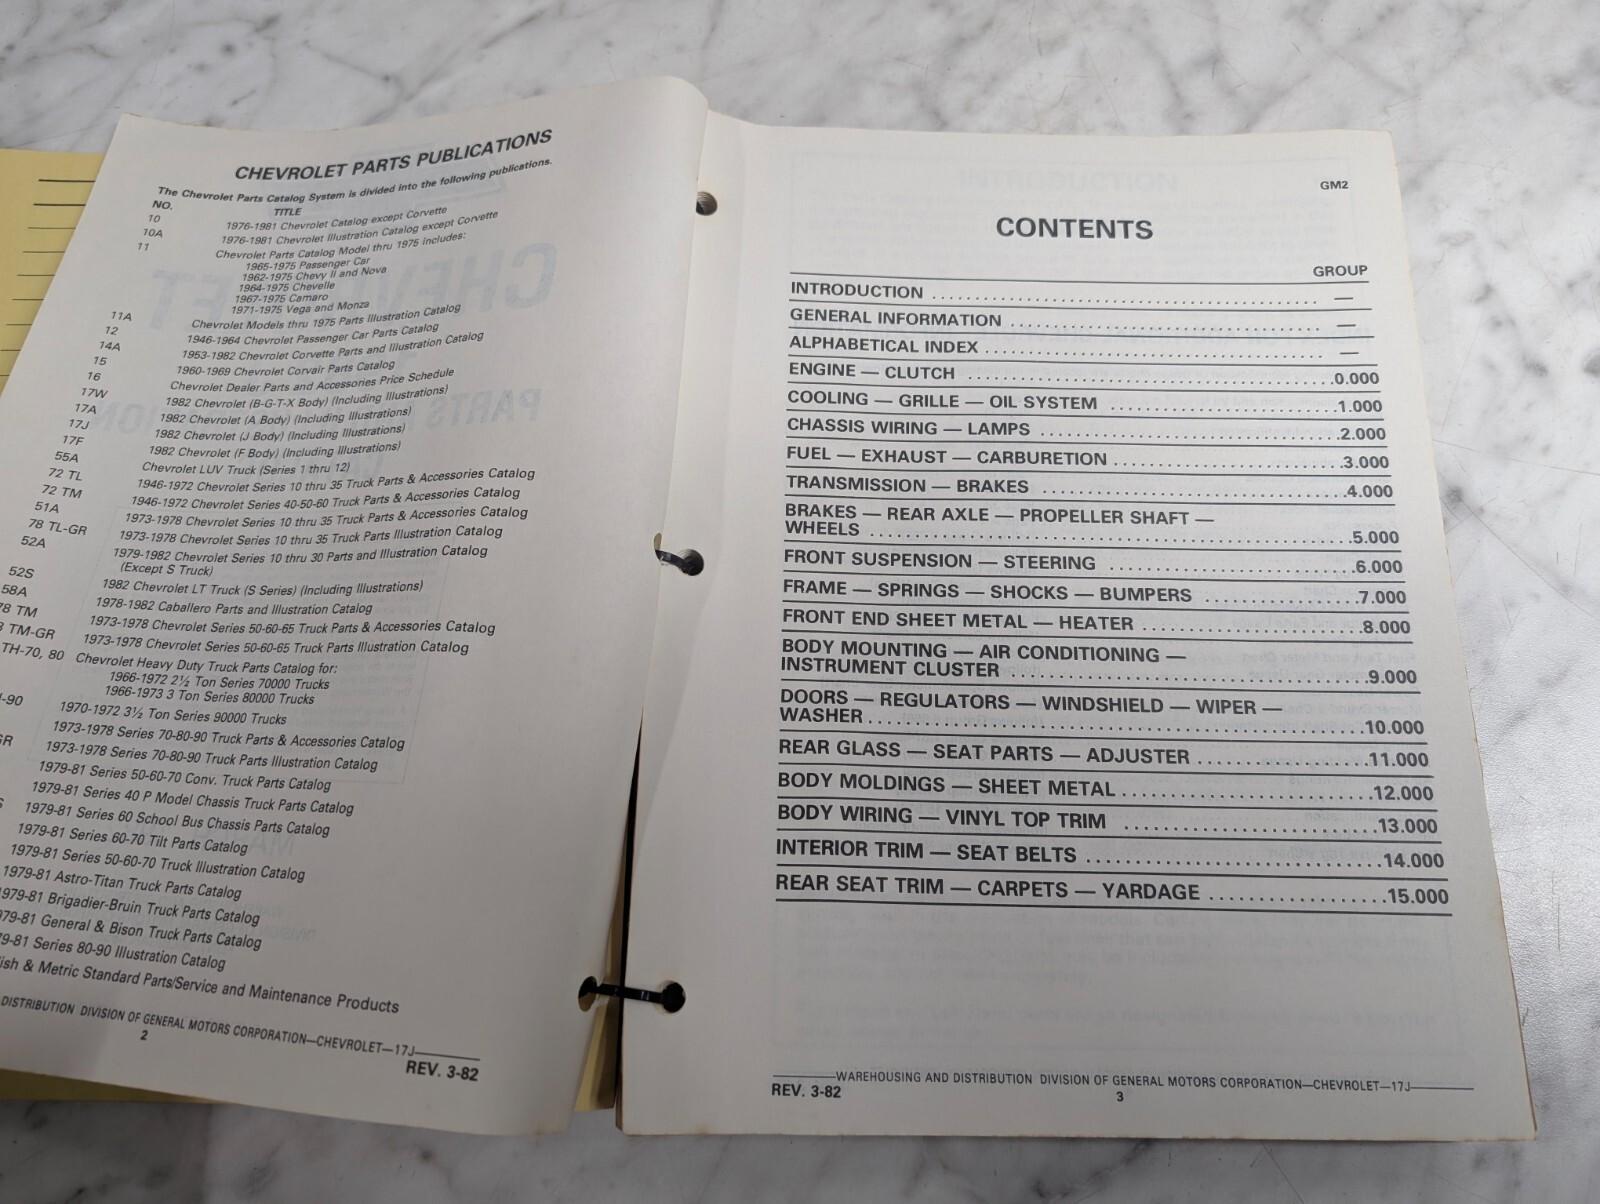 CHEVROLET PARTS PUBLICATIONS
The Chevrolet Parts Catalog System is divided into the following publications.
NO. TITLE
10 1976-1981 Chevrolet Catalog except Corvette
10A 1976-1981 Chevrolet Illustration Catalog except Corvette
11 Chevrolet Parts Catalog Model thru 1975 includes:
1965-1975 Passenger Car
1962-1975 Chevy II and Nova
1964-1975 Chevelle
1967-1975 Camaro
1971-1975 Vega and Monza
11A Chevrolet Models thru 1975 Parts Illustration Catalog
12 1946-1964 Chevrolet Passenger Car Parts Catalog
14A 1953-1982 Chevrolet Corvette Parts and Illustration Catalog
15 1960-1969 Chevrolet Corvair Parts Catalog
16 Chevrolet Dealer Parts and Accessories Price Schedule
17W 1982 Chevrolet (B-G-T-X Body) (Including Illustrations)
17A 1982 Chevrolet (A Body) (Including Illustrations)
17J 1982 Chevrolet (J Body) (Including Illustrations)
17F 1982 Chevrolet (F Body) (Including Illustrations)
55A Chevrolet LUV Truck (Series 1 thru 12)
72 TL 1946-1972 Chevrolet Series 10 thru 35 Truck Parts & Accessories Catalog
72 TM 1946-1972 Chevrolet Series 40-50-60 Truck Parts & Accessories Catalog
51A 1973-1978 Chevrolet Series 10 thru 35 Truck Parts & Accessories Catalog
78 TL-GR 1973-1978 Chevrolet Series 10 thru 35 Truck Parts Illustration Catalog
52A 1979-1982 Chevrolet Series 10 thru 30 Parts and Illustration Catalog
(Except S Truck)
52S 1982 Chevrolet LT Truck (S Series) (Including Illustrations)
58A 1978-1982 Caballero Parts and Illustration Catalog
78 TM 1973-1978 Chevrolet Series 50-60-65 Truck Parts & Accessories Catalog
TM-GR 1973-1978 Chevrolet Series 50-60-65 Truck Parts Illustration Catalog
TH-70, 80 Chevrolet Heavy Duty Truck Parts Catalog for:
1966-1972 2½ Ton Series 70000 Trucks
1966-1973 3 Ton Series 80000 Trucks
-90 1970-1972 3½ Ton Series 90000 Trucks
1973-1978 Series 70-80-90 Truck Parts & Accessories Catalog
GR 1973-1978 Series 70-80-90 Truck Parts Illustration Catalog
1979-81 Series 50-60-70 Conv. Truck Parts Catalog
1979-81 Series 40 P Model Chassis Truck Parts Catalog
1979-81 Series 60 School Bus Chassis Parts Catalog
1979-81 Series 60-70 Tilt Parts Catalog
1979-81 Series 50-60-70 Truck Illustration Catalog
1979-81 Astro-Titan Truck Parts Catalog
1979-81 Brigadier-Bruin Truck Parts Catalog
79-81 General & Bison Truck Parts Catalog
9-81 Series 80-90 Illustration Catalog
ish & Metric Standard Parts/Service and Maintenance Products
DISTRIBUTION DIVISION OF GENERAL MOTORS CORPORATION—CHEVROLET—17J
2
REV. 3-82
GM2
CONTENTS
GROUP
INTRODUCTION —
GENERAL INFORMATION —
ALPHABETICAL INDEX —
ENGINE — CLUTCH 0.000
COOLING — GRILLE — OIL SYSTEM 1.000
CHASSIS WIRING — LAMPS 2.000
FUEL — EXHAUST — CARBURETION 3.000
TRANSMISSION — BRAKES 4.000
BRAKES — REAR AXLE — PROPELLER SHAFT —
WHEELS 5.000
FRONT SUSPENSION — STEERING 6.000
FRAME — SPRINGS — SHOCKS — BUMPERS 7.000
FRONT END SHEET METAL — HEATER 8.000
BODY MOUNTING — AIR CONDITIONING —
INSTRUMENT CLUSTER 9.000
DOORS — REGULATORS — WINDSHIELD — WIPER —
WASHER 10.000
REAR GLASS — SEAT PARTS — ADJUSTER 11.000
BODY MOLDINGS — SHEET METAL 12.000
BODY WIRING — VINYL TOP TRIM 13.000
INTERIOR TRIM — SEAT BELTS 14.000
REAR SEAT TRIM — CARPETS — YARDAGE 15.000
WAREHOUSING AND DISTRIBUTION DIVISION OF GENERAL MOTORS CORPORATION—CHEVROLET—17J
REV. 3-82
3